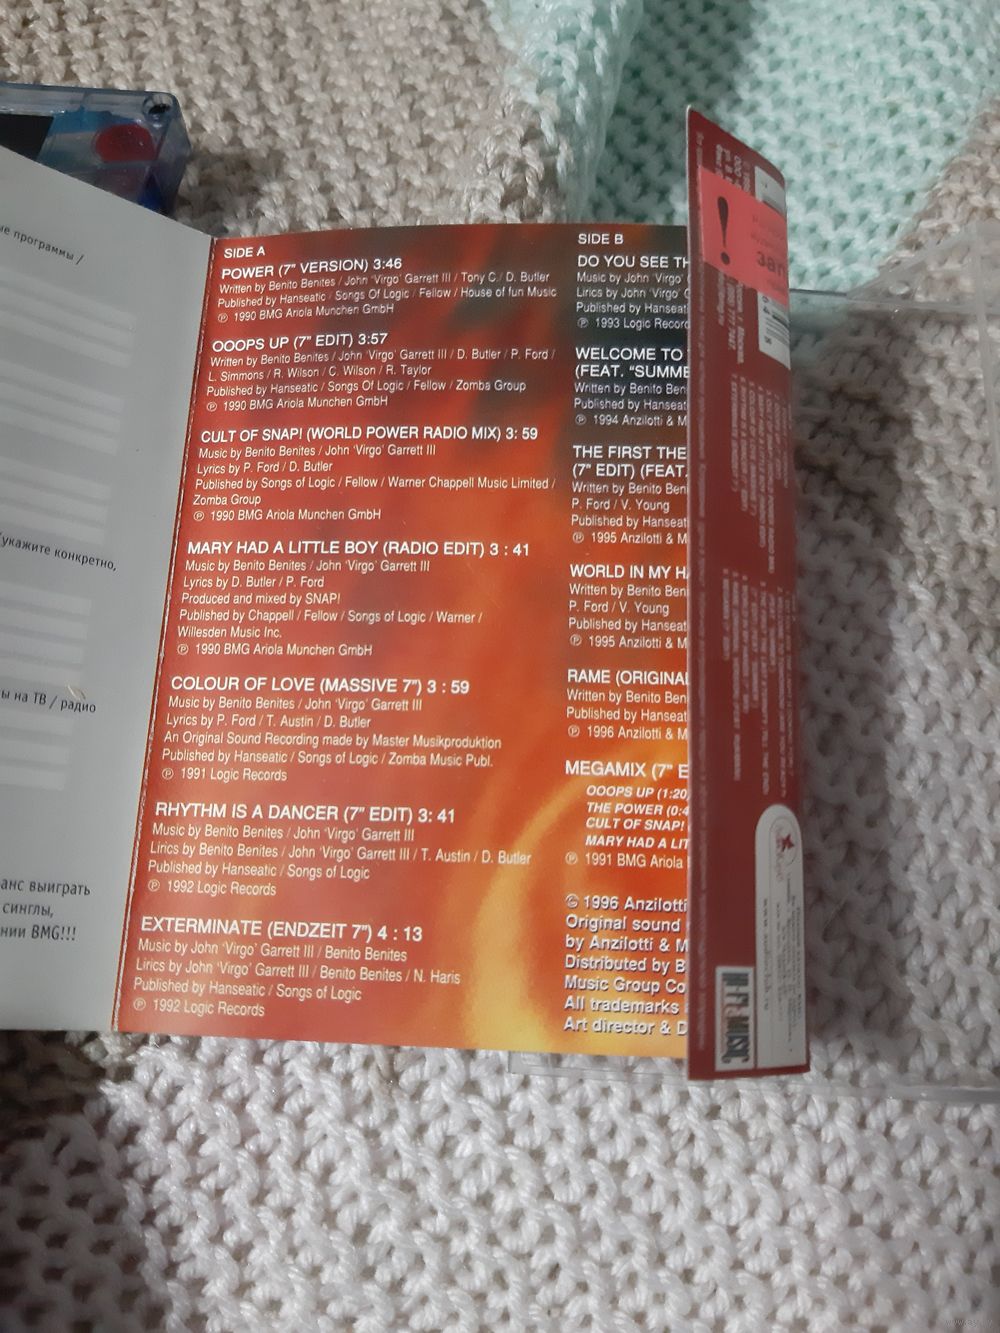 ые программы /
укажите конкретно,
ы на ТВ / радио
анс выиграть
синглы,
нии BMG!!!
SIDE A
POWER (7" VERSION) 3:46
Written by Benito Benites / John 'Virgo' Garrett III / Tony C./ D. Butler
Published by Hanseatic / Songs Of Logic / Fellow / House of fun Music
℗ 1990 BMG Ariola Munchen GmbH
OOOPS UP (7" EDIT) 3:57
Written by Benito Benites / John 'Virgo' Garrett III / D. Butler / P. Ford /
L. Simmons / R. Wilson / C. Wilson / R. Taylor
Published by Hanseatic / Songs Of Logic / Fellow / Zomba Group
℗ 1990 BMG Ariola Munchen GmbH
CULT OF SNAP! (WORLD POWER RADIO MIX) 3: 59
Music by Benito Benites / John 'Virgo' Garrett III
Lyrics by P. Ford / D. Butler
Published by Songs of Logic / Fellow / Warner Chappell Music Limited /
Zomba Group
℗ 1990 BMG Ariola Munchen GmbH
MARY HAD A LITTLE BOY (RADIO EDIT) 3 : 41
Music by Benito Benites / John 'Virgo' Garrett III
Lyrics by D. Butler / P. Ford
Produced and mixed by SNAP!
Published by Chappell / Fellow / Songs of Logic / Warner /
Willesden Music Inc.
℗ 1990 BMG Ariola Munchen GmbH
COLOUR OF LOVE (MASSIVE 7") 3 : 59
Music by Benito Benites / John 'Virgo' Garrett III
Lyrics by P. Ford / T. Austin / D. Butler
An Original Sound Recording made by Master Musikproduktion
Published by Hanseatic / Songs of Logic / Zomba Music Publ.
℗ 1991 Logic Records
RHYTHM IS A DANCER (7" EDIT) 3: 41
Music by Benito Benites / John 'Virgo' Garrett III
Lirics by Benito Benites / John 'Virgo' Garrett III / T. Austin / D. Butler
Published by Hanseatic / Songs of Logic
℗ 1992 Logic Records
EXTERMINATE (ENDZEIT 7") 4 : 13
Music by John 'Virgo' Garrett III / Benito Benites
Lirics by John 'Virgo' Garrett III / Benito Benites / N. Haris
Published by Hanseatic / Songs of Logic
℗ 1992 Logic Records
SIDE B
DO YOU SEE TH
Music by John 'Virgo'
Lirics by John 'Virgo'
Published by Hanseat
℗ 1993 Logic Record
WELCOME TO
(FEAT. "SUMME
Written by Benito Beni
Published by Hanseat
℗ 1994 Anzilotti & M
THE FIRST THE
(7" EDIT) (FEAT.
Written by Benito Beni
P. Ford / V. Young
Published by Hanseat
℗ 1995 Anzilotti & M
WORLD IN MY H
Written by Benito Ben
P. Ford / V. Young
Published by Hanseat
℗ 1995 Anzilotti & M
RAME (ORIGINAL
Written by Benito Ben
Published by Hanseat
℗ 1996 Anzilotti & M
MEGAMIX (7" E
OOOPS UP (1:20)
THE POWER (0:4
CULT OF SNAP!
MARY HAD A LIT
℗ 1991 BMG Ariola
© 1996 Anzilotti
Original sound
by Anzilotti & M
Distributed by B
Music Group Co
All trademarks
Art director & D
!
HI-FI MUSIC